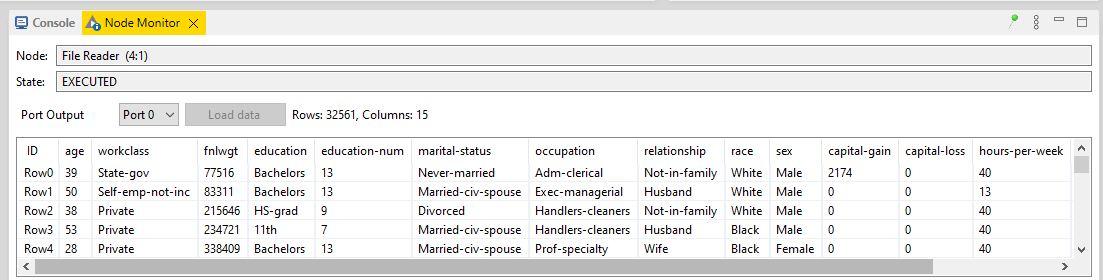 Console Node Monitor
Node: File Reader (4:1)
State: EXECUTED
Port Output Port 0 Load data Rows: 32561, Columns: 15
ID age workclass fnlwgt education education-num marital-status occupation relationship race sex capital-gain capital-loss hours-per-week
Row0 39 State-gov 77516 Bachelors 13 Never-married Adm-clerical Not-in-family White Male 2174 0 40
Row1 50 Self-emp-not-inc 83311 Bachelors 13 Married-civ-spouse Exec-managerial Husband White Male 0 0 13
Row2 38 Private 215646 HS-grad 9 Divorced Handlers-cleaners Not-in-family White Male 0 0 40
Row3 53 Private 234721 11th 7 Married-civ-spouse Handlers-cleaners Husband Black Male 0 0 40
Row4 28 Private 338409 Bachelors 13 Married-civ-spouse Prof-specialty Wife Black Female 0 0 40